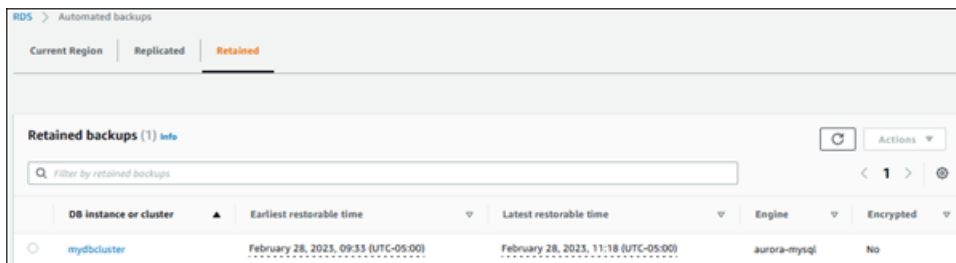 RDS > Automated backups
Current Region Replicated Retained
Retained backups (1) Info
Actions
Filter by retained backups
< 1 >
DB instance or cluster Earliest restorable time Latest restorable time Engine Encrypted
mydbcluster February 28, 2023, 09:33 (UTC-05:00) February 28, 2023, 11:18 (UTC-05:00) aurora-mysql No